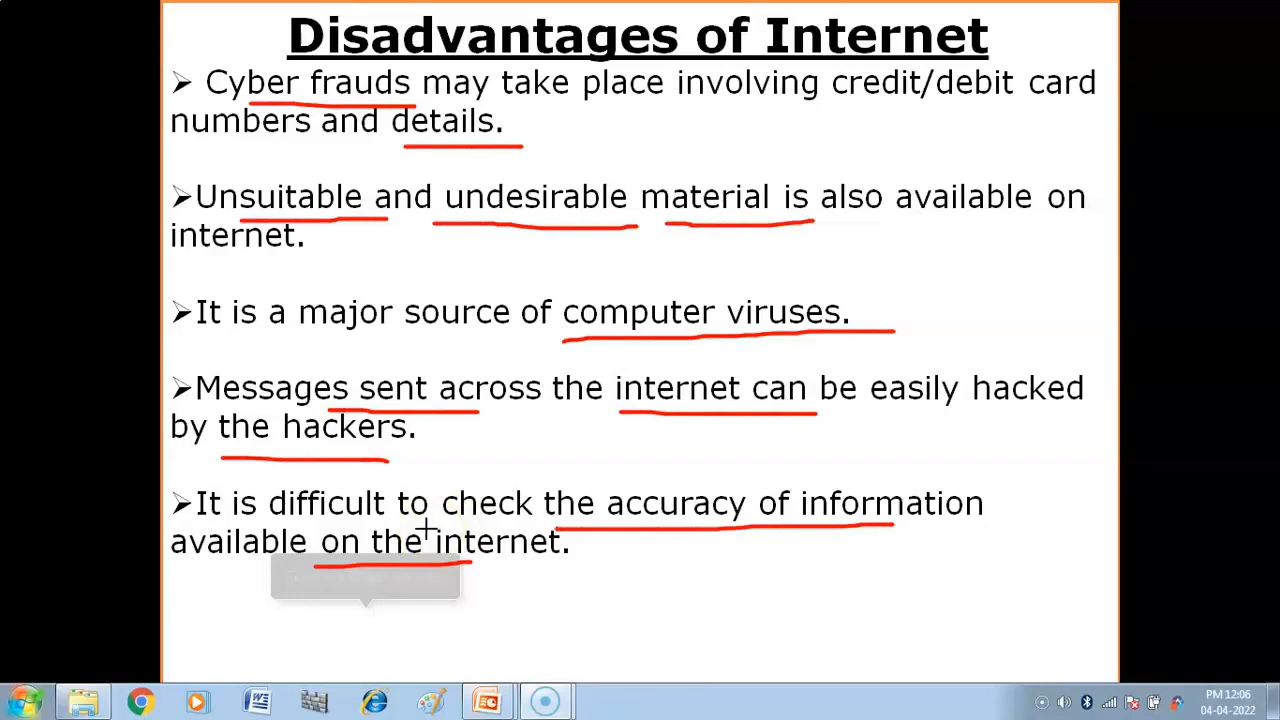 Disadvantages of Internet
➢ Cyber frauds may take place involving credit/debit card
numbers and details.
➢Unsuitable and undesirable material is also available on
internet.
➢It is a major source of computer viruses.
➢Messages sent across the internet can be easily hacked
by the hackers.
➢It is difficult to check the accuracy of information
available on the internet.
PM 12:06
04-04-2022